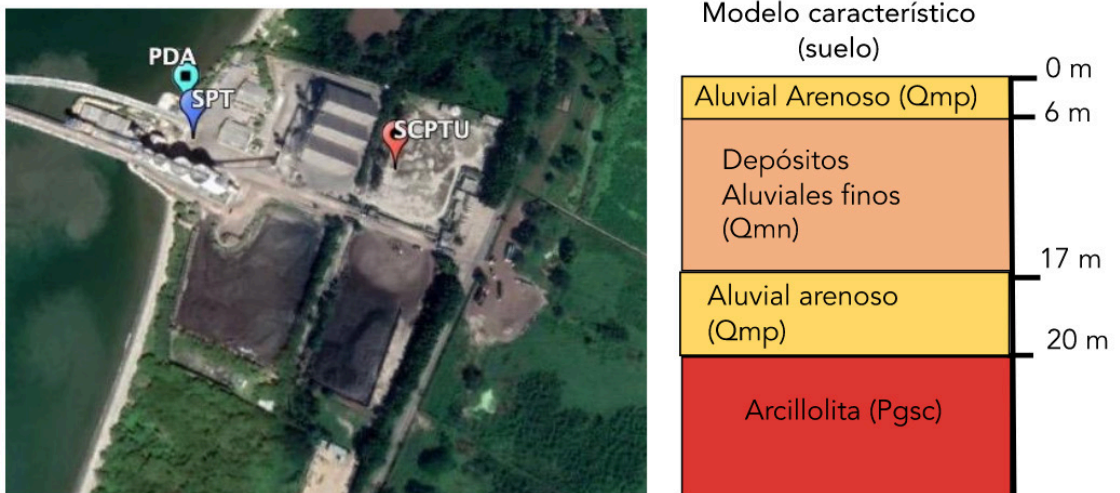 PDA
SPT
SCPTU
Modelo característico
(suelo)
0 m
Aluvial Arenoso (Qmp)
6 m
Depósitos
Aluviales finos
(Qmn)
17 m
Aluvial arenoso
(Qmp)
20 m
Arcillolita (Pgsc)